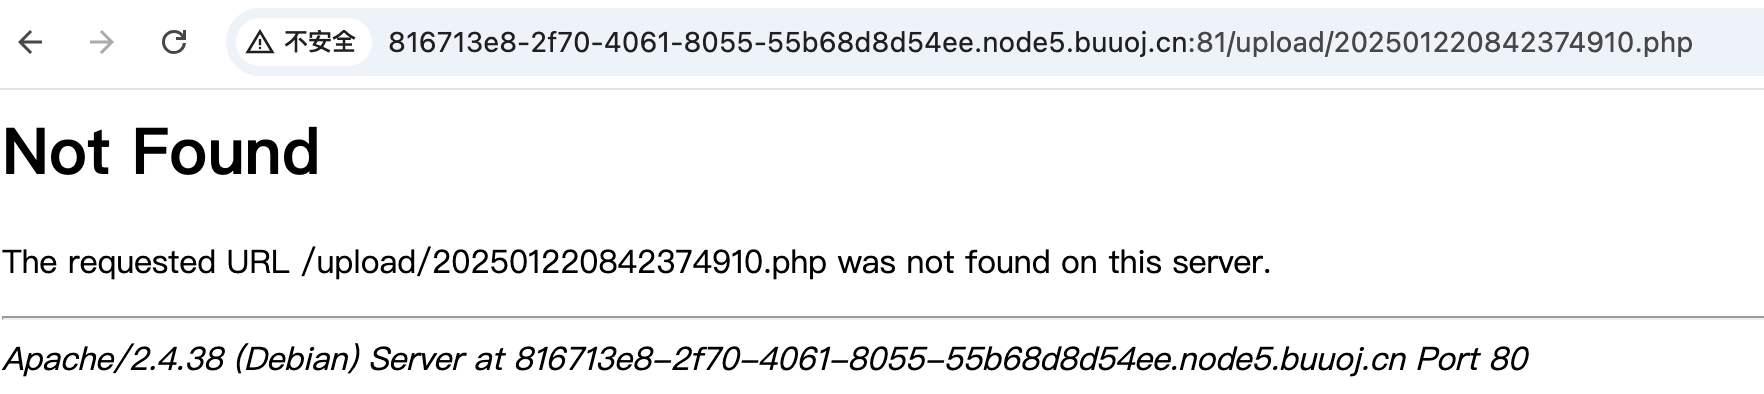 不安全 816713e8-2f70-4061-8055-55b68d8d54ee.node5.buuoj.cn:81/upload/202501220842374910.php
Not Found
The requested URL /upload/202501220842374910.php was not found on this server.
Apache/2.4.38 (Debian) Server at 816713e8-2f70-4061-8055-55b68d8d54ee.node5.buuoj.cn Port 80